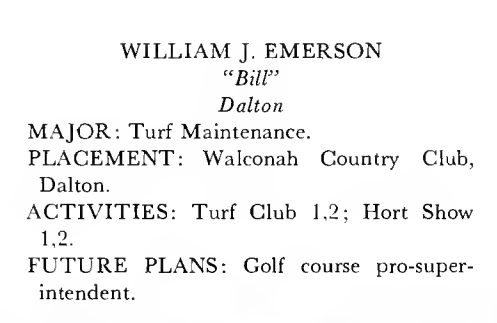 WILLIAM J. EMERSON
"Bill"
Dalton
MAJOR: Turf Maintenance.
PLACEMENT: Walconah Country Club,
Dalton.
ACTIVITIES: Turf Club 1,2; Hort Show
1,2.
FUTURE PLANS: Golf course pro-super-
intendent.